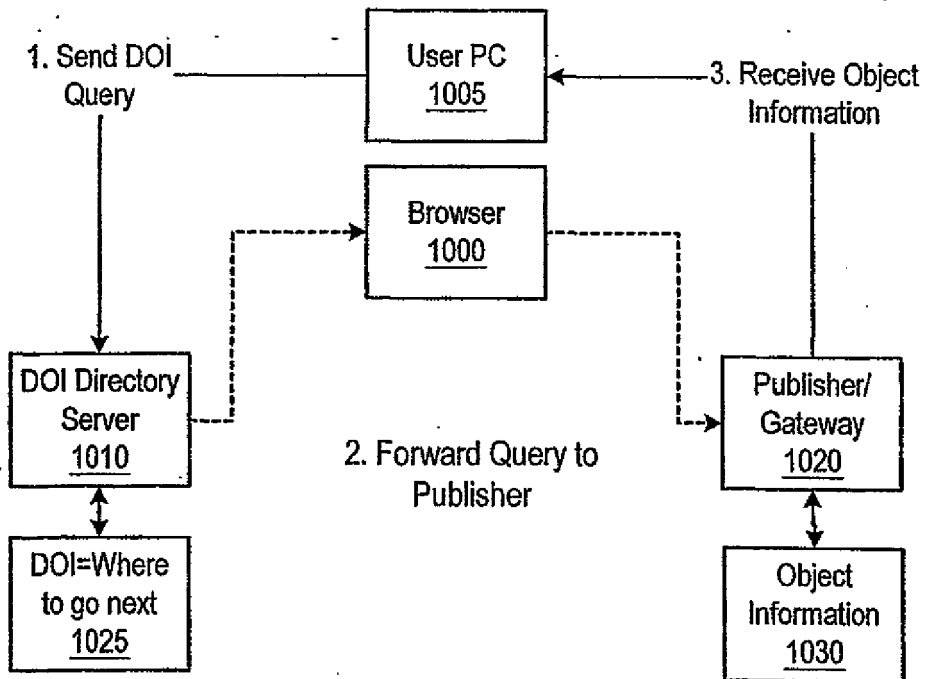 1. Send DOI
Query
User PC
1005
3. Receive Object
Information
Browser
1000
DOI Directory
Server
1010
2. Forward Query to
Publisher
Publisher/
Gateway
1020
DOI=Where
to go next
1025
Object
Information
1030